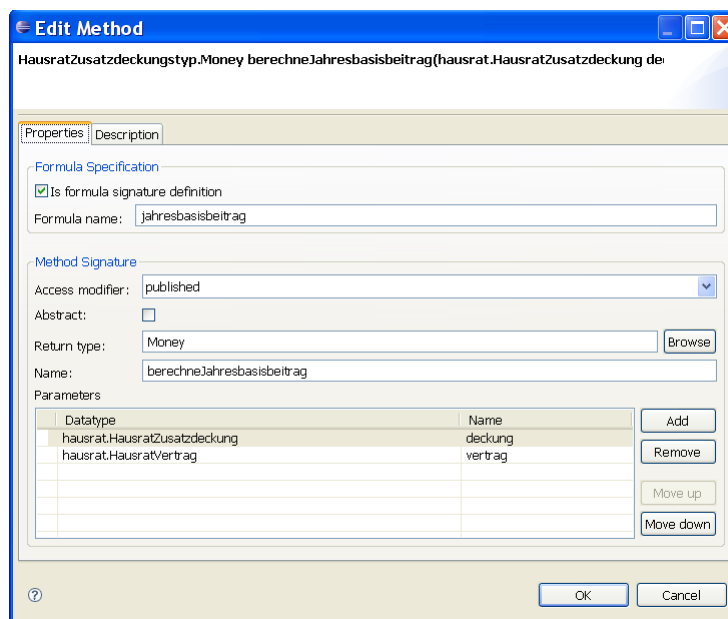 Edit Method
HausratZusatzdeckungstyp.Money berechneJahresbasisbeitrag(hausrat.HausratZusatzdeckung de
Properties Description
Formula Specification
Is formula signature definition
Formula name: jahresbasisbeitrag
Method Signature
Access modifier: published
Abstract:
Return type: Money Browse
Name: berechneJahresbasisbeitrag
Parameters
Datatype Name Add
hausrat.HausratZusatzdeckung deckung
hausrat.HausratVertrag vertrag Remove
Move up
Move down
? OK Cancel